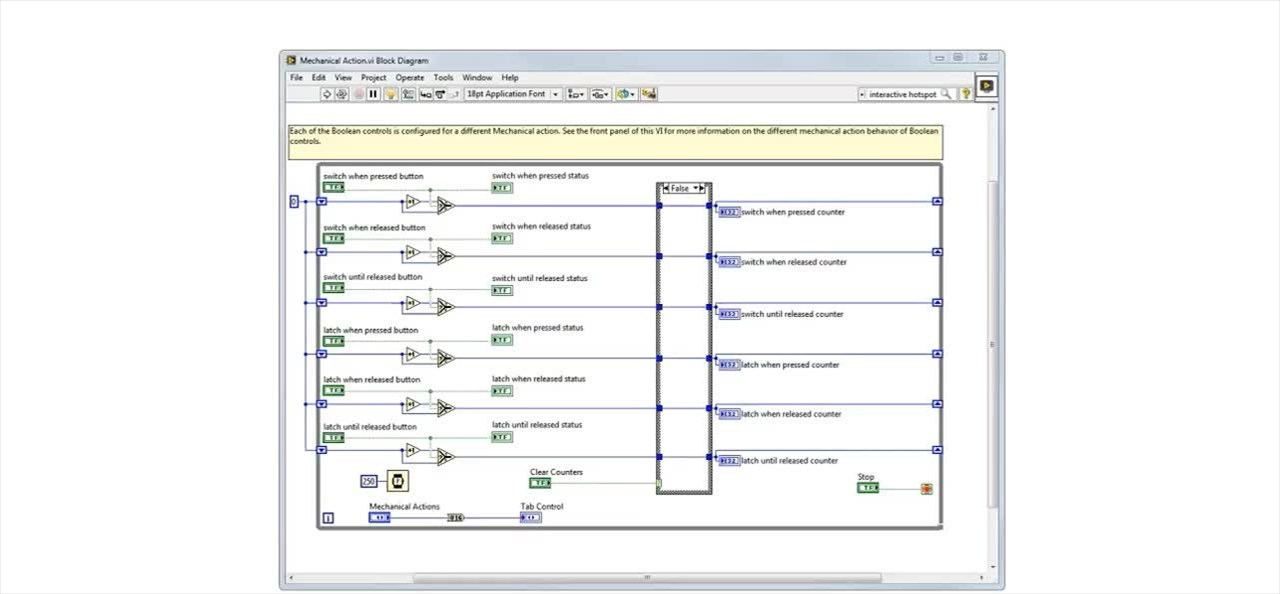 Mechanical Action.vi Block Diagram
File Edit View Project Operate Tools Window Help
18pt Application Font
interactive hotspot
Each of the Boolean controls is configured for a different Mechanical action. See the front panel of this VI for more information on the different mechanical action behavior of Boolean
controls.
switch when pressed button
switch when pressed status
TF
TF
False
0
+1
switch when pressed counter
I32
switch when released button
switch when released status
TF
TF
+1
I32
switch when released counter
switch until released button
switch until released status
TF
TF
+1
I32
switch until released counter
latch when pressed button
latch when pressed status
TF
TF
+1
I32
latch when pressed counter
latch when released button
latch when released status
TF
TF
+1
I32
latch when released counter
latch until released button
latch until released status
TF
TF
+1
I32
latch until released counter
250
Clear Counters
TF
Stop
TF
Mechanical Actions
Tab Control
U16
i